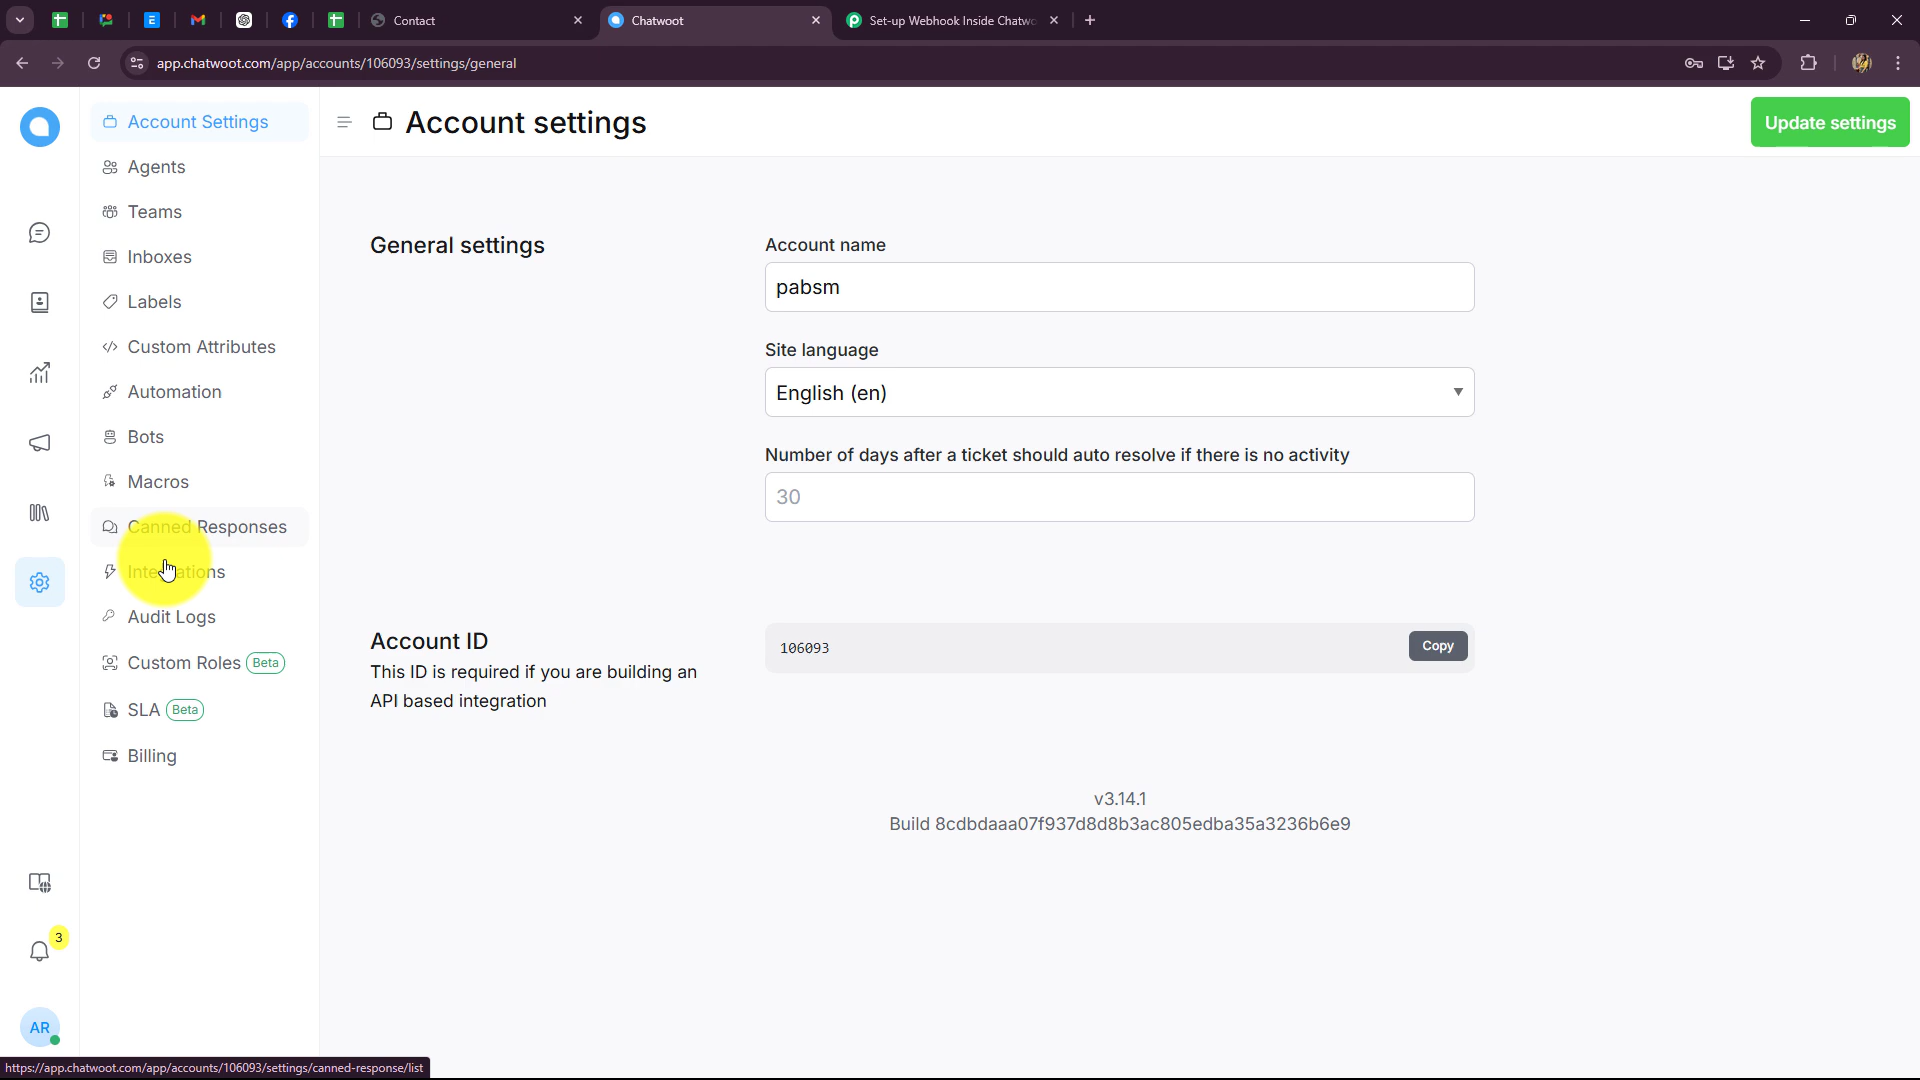 Contact
Chatwoot
Set-up Webhook Inside Chatwo
app.chatwoot.com/app/accounts/106093/settings/general
Account Settings
Agents
Teams
Inboxes
Labels
Custom Attributes
Automation
Bots
Macros
Canned Responses
Integrations
Audit Logs
Custom Roles Beta
SLA Beta
Billing
3
AR
Account settings
Update settings
General settings
Account name
pabsm
Site language
English (en)
Number of days after a ticket should auto resolve if there is no activity
30
Account ID
This ID is required if you are building an
API based integration
106093
Copy
v3.14.1
Build 8cdbdaaa07f937d8d8b3ac805edba35a3236b6e9
https://app.chatwoot.com/app/accounts/106093/settings/canned-response/list